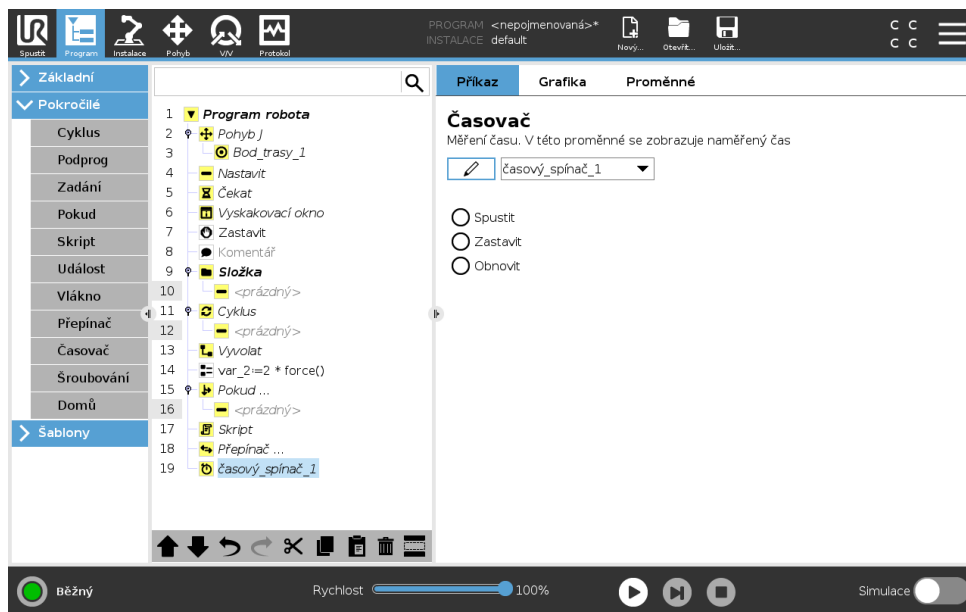 PROGRAM <nepojmenovaná>*
INSTALACE default
Spustit Program Instalace Pohyb V/V Protokol Nový... Otevřít... Uložit...
C C
C C
Základní
Pokročilé
Cyklus
Podprog
Zadání
Pokud
Skript
Událost
Vlákno
Přepínač
Časovač
Šroubování
Domů
Šablony
1 Program robota
2 Pohyb J
3 Bod_trasy_1
4 Nastavit
5 Čekat
6 Vyskakovací okno
7 Zastavit
8 Komentář
9 Složka
10 <prázdný>
11 Cyklus
12 <prázdný>
13 Vyvolat
14 var_2:=2 * force()
15 Pokud ...
16 <prázdný>
17 Skript
18 Přepínač ...
19 časový_spínač_1
Příkaz Grafika Proměnné
Časovač
Měření času. V této proměnné se zobrazuje naměřený čas
časový_spínač_1
Spustit
Zastavit
Obnovit
Běžný Rychlost 100% Simulace